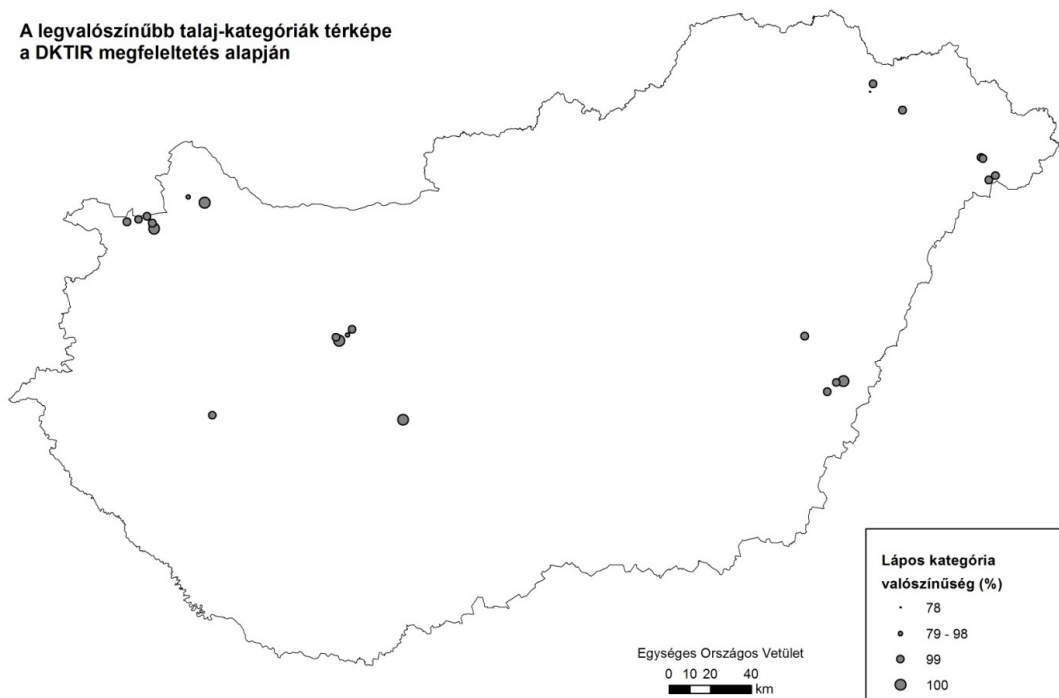 A legvalószínűbb talaj-kategóriák térképe
a DKTIR megfeleltetés alapján
Lápos kategória
valószínűség (%)
78
79 - 98
99
100
Egységes Országos Vetület
0 10 20 40
km